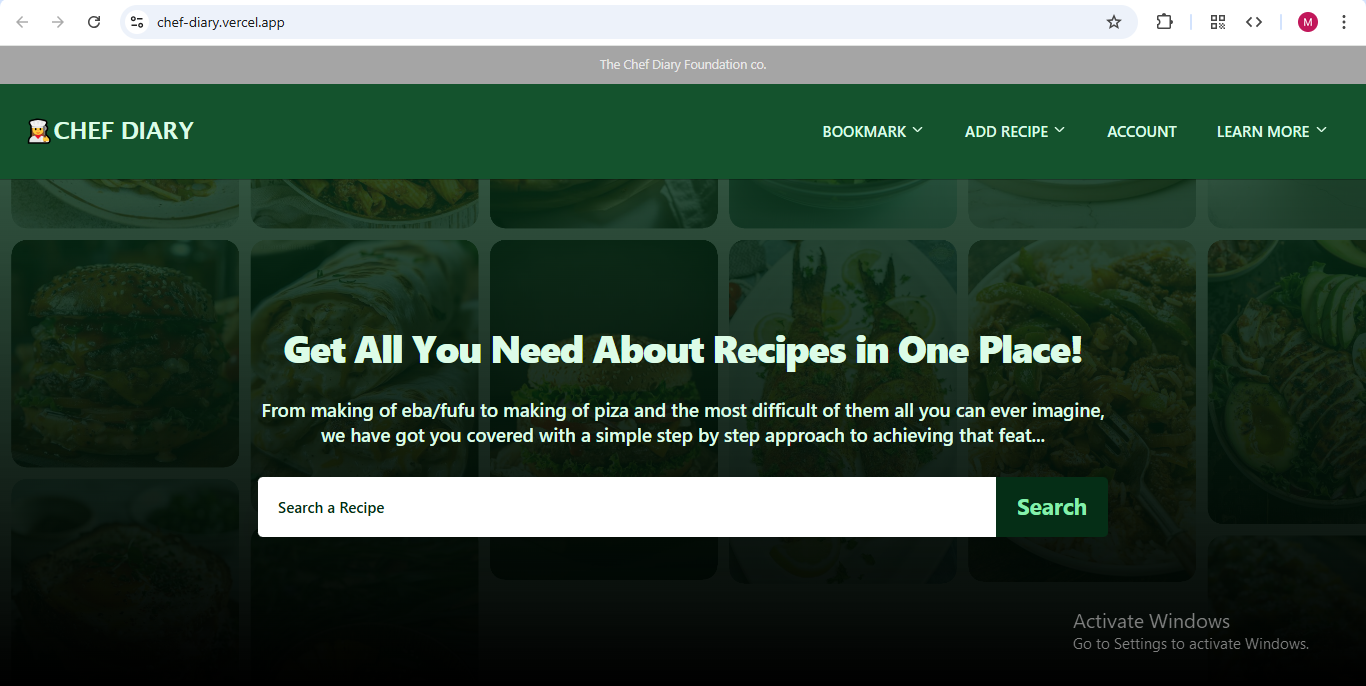 chef-diary.vercel.app
M
The Chef Diary Foundation co.
CHEF DIARY
BOOKMARK
ADD RECIPE
ACCOUNT
LEARN MORE
Get All You Need About Recipes in One Place!
From making of eba/fufu to making of piza and the most difficult of them all you can ever imagine,
we have got you covered with a simple step by step approach to achieving that feat...
Search a Recipe
Search
Activate Windows
Go to Settings to activate Windows.